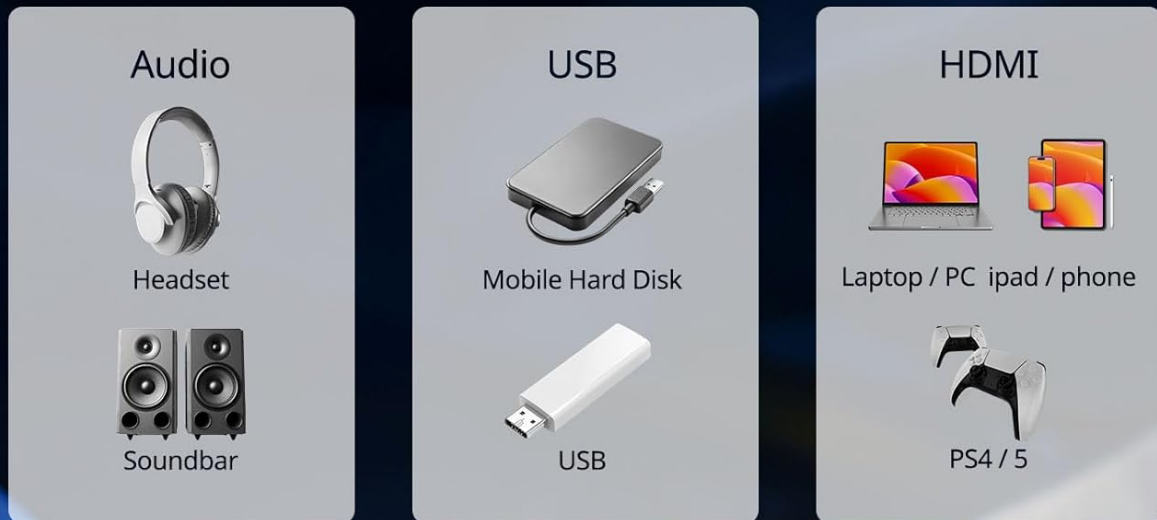 Audio
Headset
Soundbar
USB
Mobile Hard Disk
USB
HDMI
Laptop / PC ipad / phone
PS4 / 5